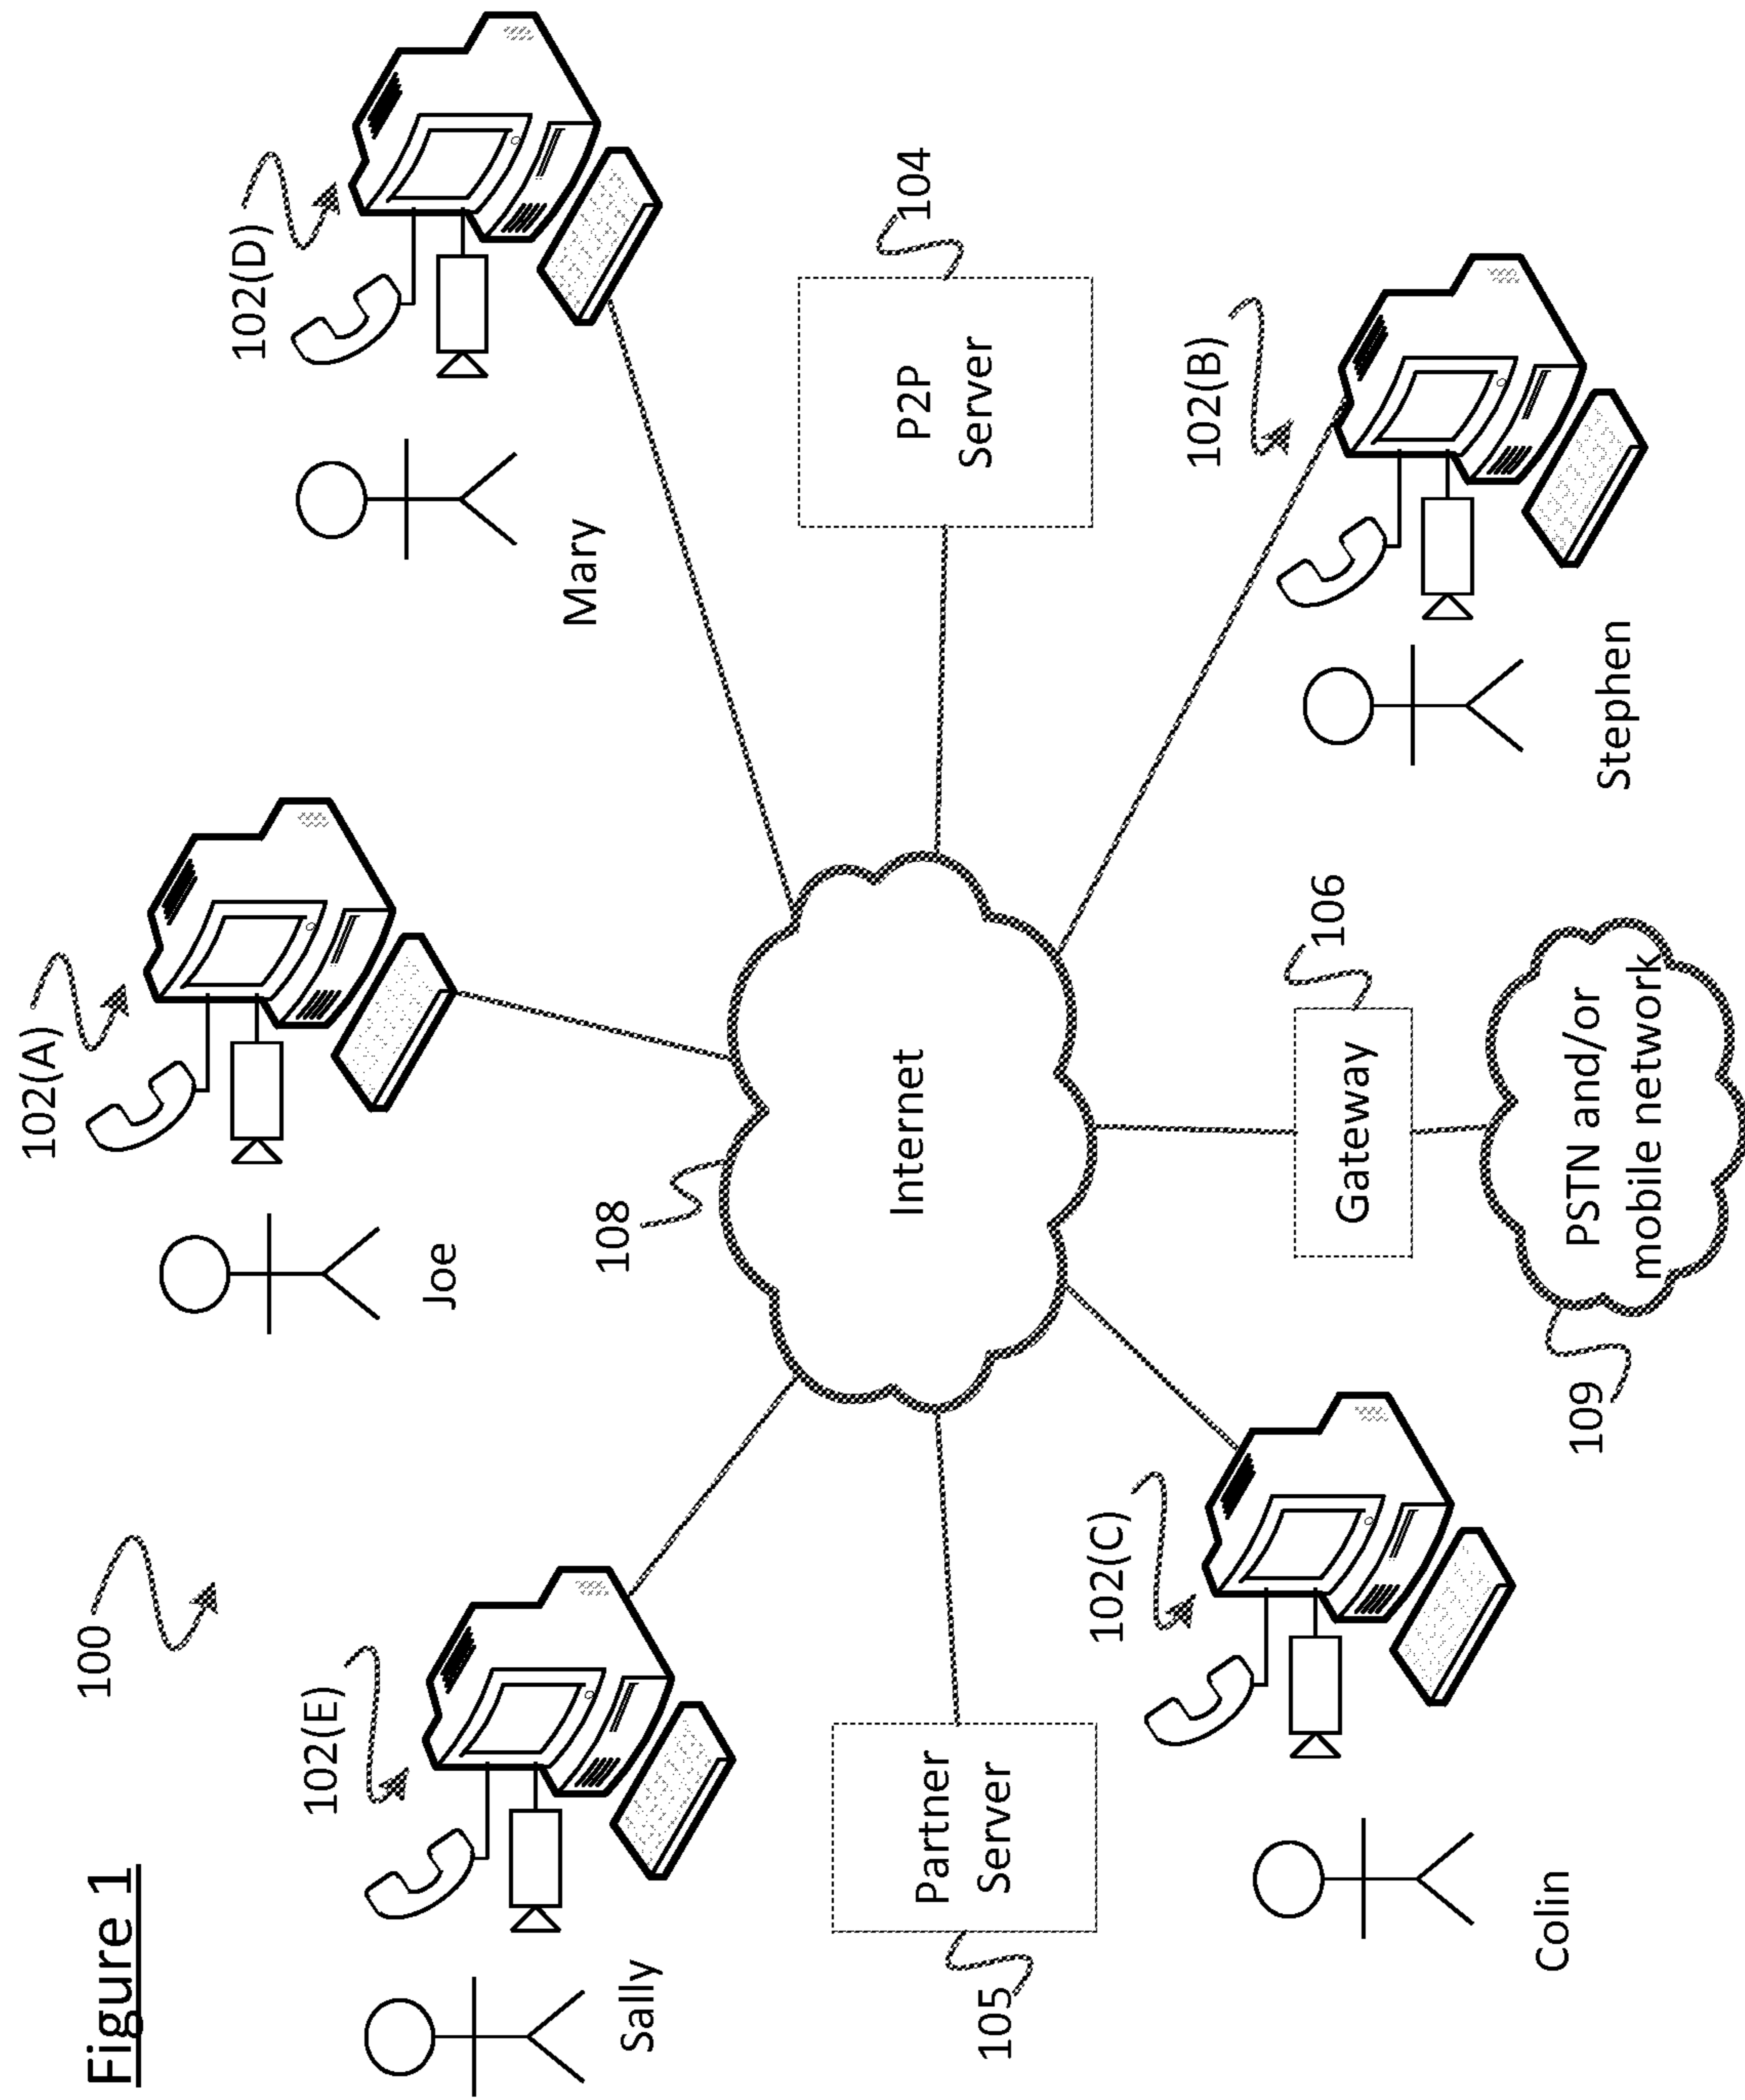 Figure 1
100
102(A)
102(D)
Joe
102(E)
Mary
Sally
108
104
P2P
Server
Internet
Partner
Server
105
102(C)
102(B)
106
Gateway
Colin
Stephen
109
PSTN and/or
mobile network